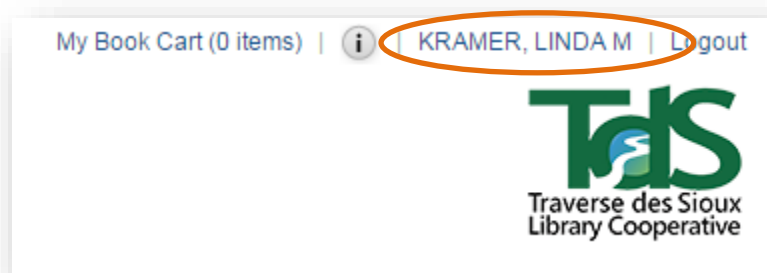 My Book Cart (0 items) | i | KRAMER, LINDA M | Logout
TdS
Traverse des Sioux
Library Cooperative